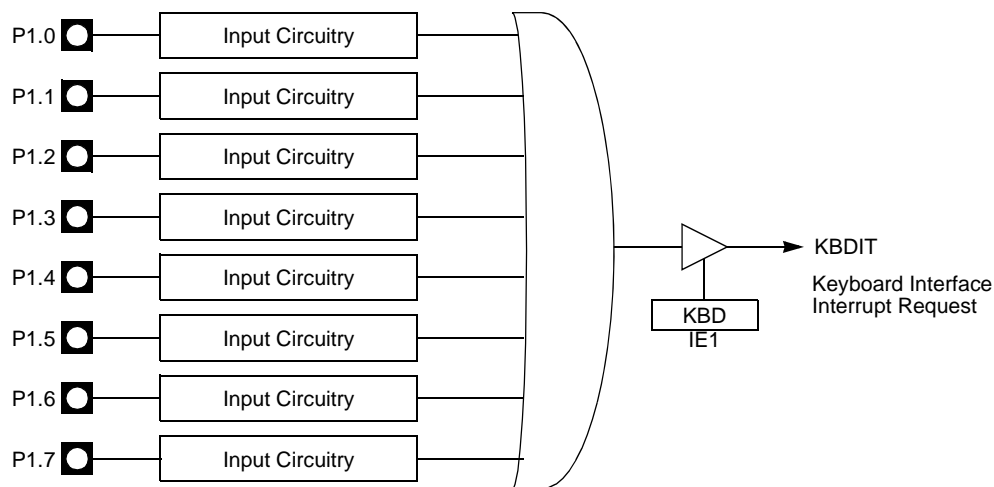 P1.0 Input Circuitry
P1.1 Input Circuitry
P1.2 Input Circuitry
P1.3 Input Circuitry
P1.4 Input Circuitry
P1.5 Input Circuitry
P1.6 Input Circuitry
P1.7 Input Circuitry
KBDIT
Keyboard Interface
Interrupt Request
KBD
IE1